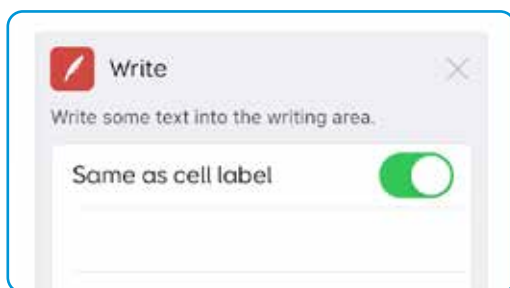 Write
Write some text into the writing area.
Same as cell label